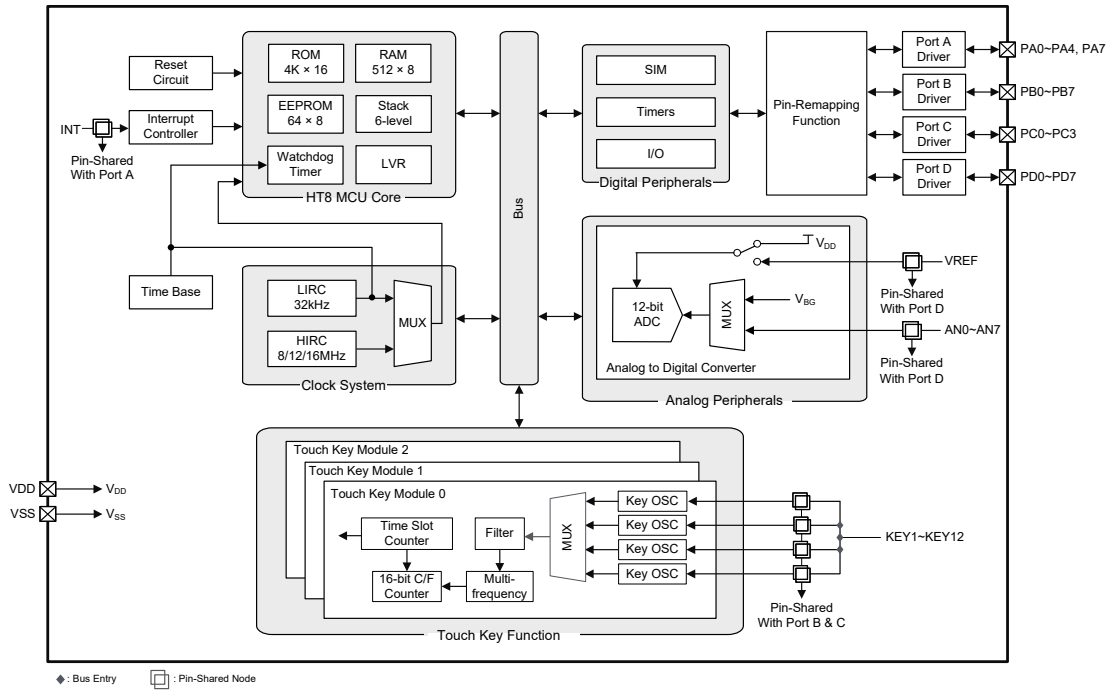 Reset
Circuit
INT
Interrupt
Controller
Pin-Shared
With Port A
ROM
4K × 16
RAM
512 × 8
EEPROM
64 × 8
Stack
6-level
Watchdog
Timer
LVR
HT8 MCU Core
Time Base
LIRC
32kHz
HIRC
8/12/16MHz
MUX
Clock System
Bus
SIM
Timers
I/O
Digital Peripherals
Pin-Remapping
Function
Port A
Driver
PA0~PA4, PA7
Port B
Driver
PB0~PB7
Port C
Driver
PC0~PC3
Port D
Driver
PD0~PD7
VDD
VREF
Pin-Shared
With Port D
12-bit
ADC
MUX
VBG
AN0~AN7
Pin-Shared
With Port D
Analog to Digital Converter
Analog Peripherals
VDD
VDD
VSS
VSS
Touch Key Module 2
Touch Key Module 1
Touch Key Module 0
Time Slot
Counter
Filter
16-bit C/F
Counter
Multi-
frequency
MUX
Key OSC
Key OSC
Key OSC
Key OSC
KEY1~KEY12
Pin-Shared
With Port B & C
Touch Key Function
: Bus Entry
: Pin-Shared Node